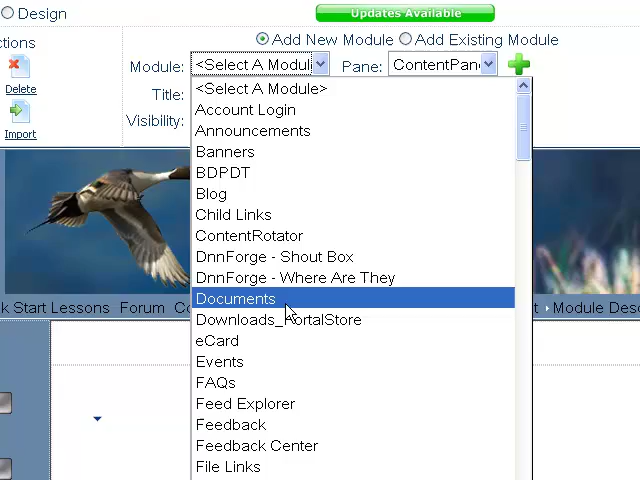 Design
Updates Available
ctions
Add New Module
Add Existing Module
Module:
<Select A Modul
Pane:
ContentPan
Delete
Title:
Import
Visibility:
<Select A Module>
Account Login
Announcements
Banners
BDPDT
Blog
Child Links
ContentRotator
DnnForge - Shout Box
DnnForge - Where Are They
Documents
k Start Lessons
Forum
Co
t
Module Desc
Downloads_PortalStore
eCard
Events
FAQs
Feed Explorer
Feedback
Feedback Center
File Links